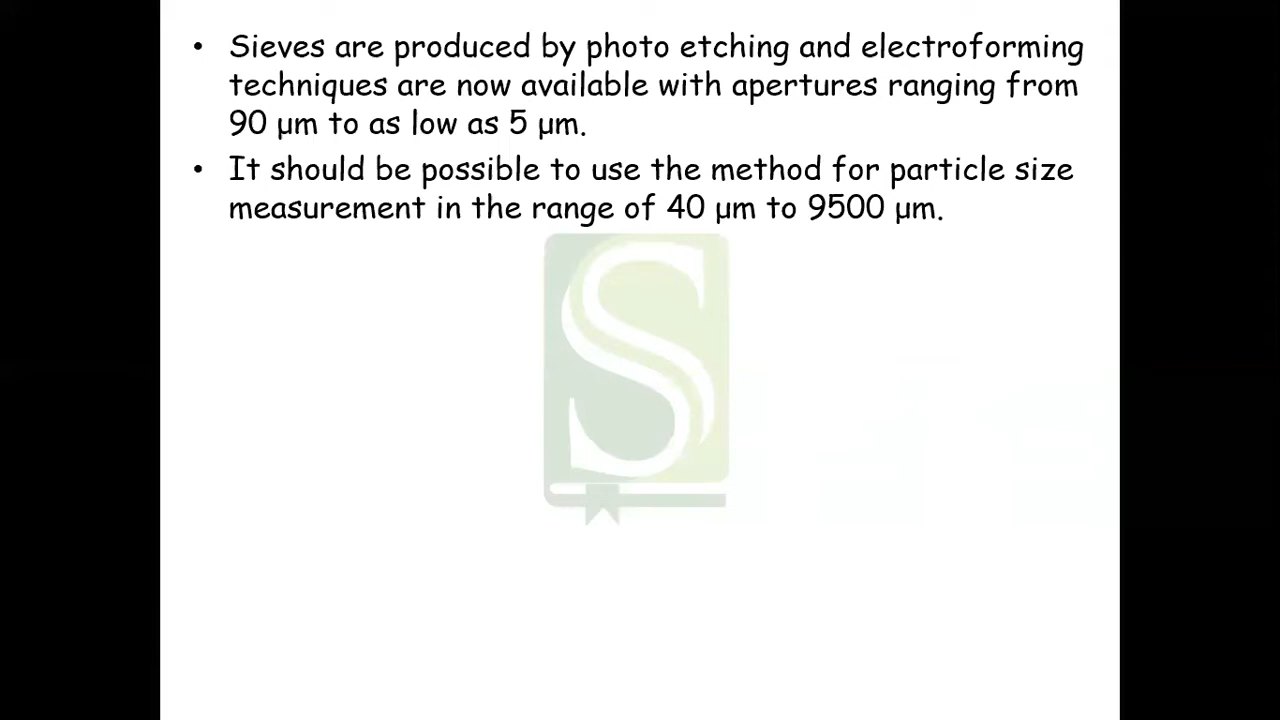 • Sieves are produced by photo etching and electroforming
techniques are now available with apertures ranging from
90 µm to as low as 5 µm.
• It should be possible to use the method for particle size
measurement in the range of 40 µm to 9500 µm.
S